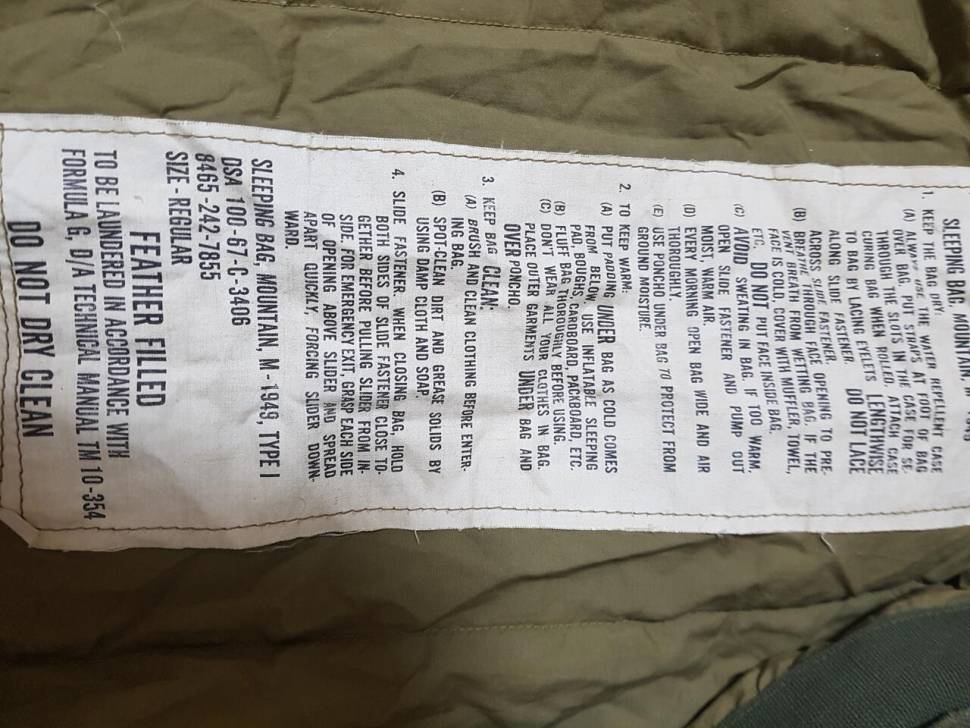 SLEEPING BAG, MOUNTAIN,
1. KEEP THE BAG DRY:
(A) ALWAYS USE THE WATER REPELLENT CASE
OVER BAG. PUT STRAPS AT FOOT OF BAG
THROUGH THE SLOTS IN THE CASE FOR SE-
CURING BAG WHEN ROLLED. ATTACH CASE
TO BAG BY LACING EYELETS LENGTHWISE
ALONG SLIDE FASTENER. DO NOT LACE
ACROSS SLIDE FASTENER.
(B) BREATHE THROUGH FACE OPENING TO PRE-
VENT BREATH FROM WETTING BAG. IF THE
FACE IS COLD, COVER WITH MUFFLER, TOWEL,
ETC. DO NOT PUT FACE INSIDE BAG.
(C) AVOID SWEATING IN BAG. IF TOO WARM,
OPEN SLIDE FASTENER AND PUMP OUT
MOIST, WARM AIR.
(D) EVERY MORNING OPEN BAG WIDE AND AIR
THOROUGHLY.
(E) USE PONCHO UNDER BAG TO PROTECT FROM
GROUND MOISTURE.
2. TO KEEP WARM:
(A) PUT PADDING UNDER BAG AS COLD COMES
FROM BELOW. USE INFLATABLE SLEEPING
PAD, BOUGHS, CARDBOARD, PACKBOARD, ETC.
(B) FLUFF BAG THOROUGHLY BEFORE USING.
(C) DON'T WEAR ALL YOUR CLOTHES IN BAG.
PLACE OUTER GARMENTS UNDER BAG AND
OVER PONCHO.
3. KEEP BAG CLEAN:
(A) BRUSH AND CLEAN CLOTHING BEFORE ENTER-
ING BAG.
(B) SPOT-CLEAN DIRT AND GREASE SOLIDS BY
USING DAMP CLOTH AND SOAP.
4. SLIDE FASTENER. WHEN CLOSING BAG, HOLD
BOTH SIDES OF SLIDE FASTENER CLOSE TO-
GETHER BEFORE PULLING SLIDER FROM IN-
SIDE. FOR EMERGENCY EXIT, GRASP EACH SIDE
OF OPENING ABOVE SLIDER AND SPREAD
APART QUICKLY, FORCING SLIDER DOWN-
WARD.
SLEEPING BAG, MOUNTAIN, M-1949, TYPE I
DSA 100-67-C-3406
8465-242-7855
SIZE - REGULAR
FEATHER FILLED
TO BE LAUNDERED IN ACCORDANCE WITH
FORMULA G, D/A TECHNICAL MANUAL TM 10-354
DO NOT DRY CLEAN